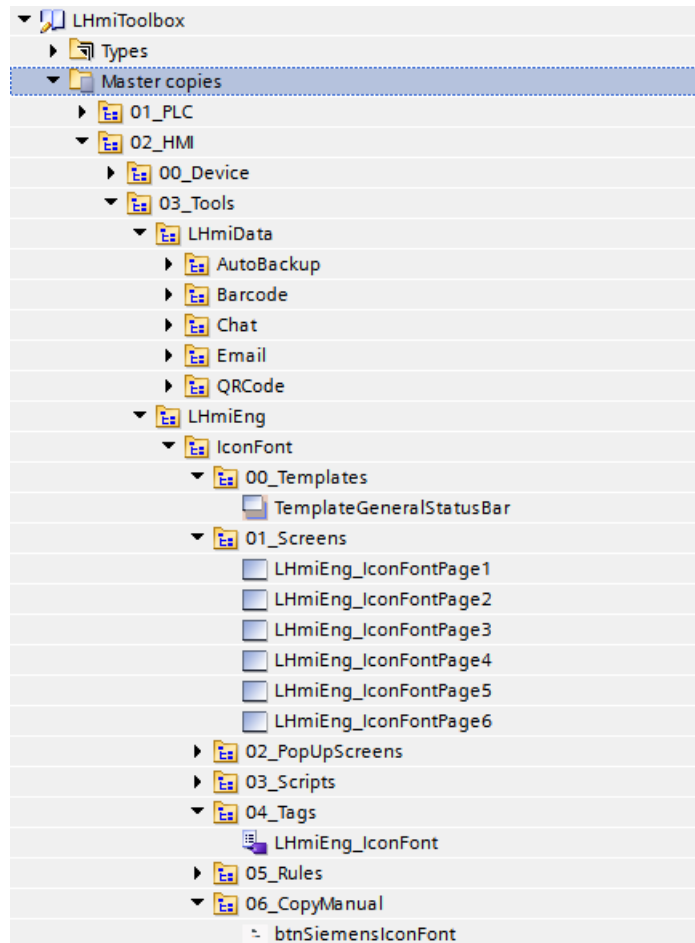 LHmiToolbox
Types
Master copies
01_PLC
02_HMI
00_Device
03_Tools
LHmiData
AutoBackup
Barcode
Chat
Email
QRCode
LHmiEng
IconFont
00_Templates
TemplateGeneralStatusBar
01_Screens
LHmiEng_IconFontPage1
LHmiEng_IconFontPage2
LHmiEng_IconFontPage3
LHmiEng_IconFontPage4
LHmiEng_IconFontPage5
LHmiEng_IconFontPage6
02_PopUpScreens
03_Scripts
04_Tags
LHmiEng_IconFont
05_Rules
06_CopyManual
btnSiemensIconFont